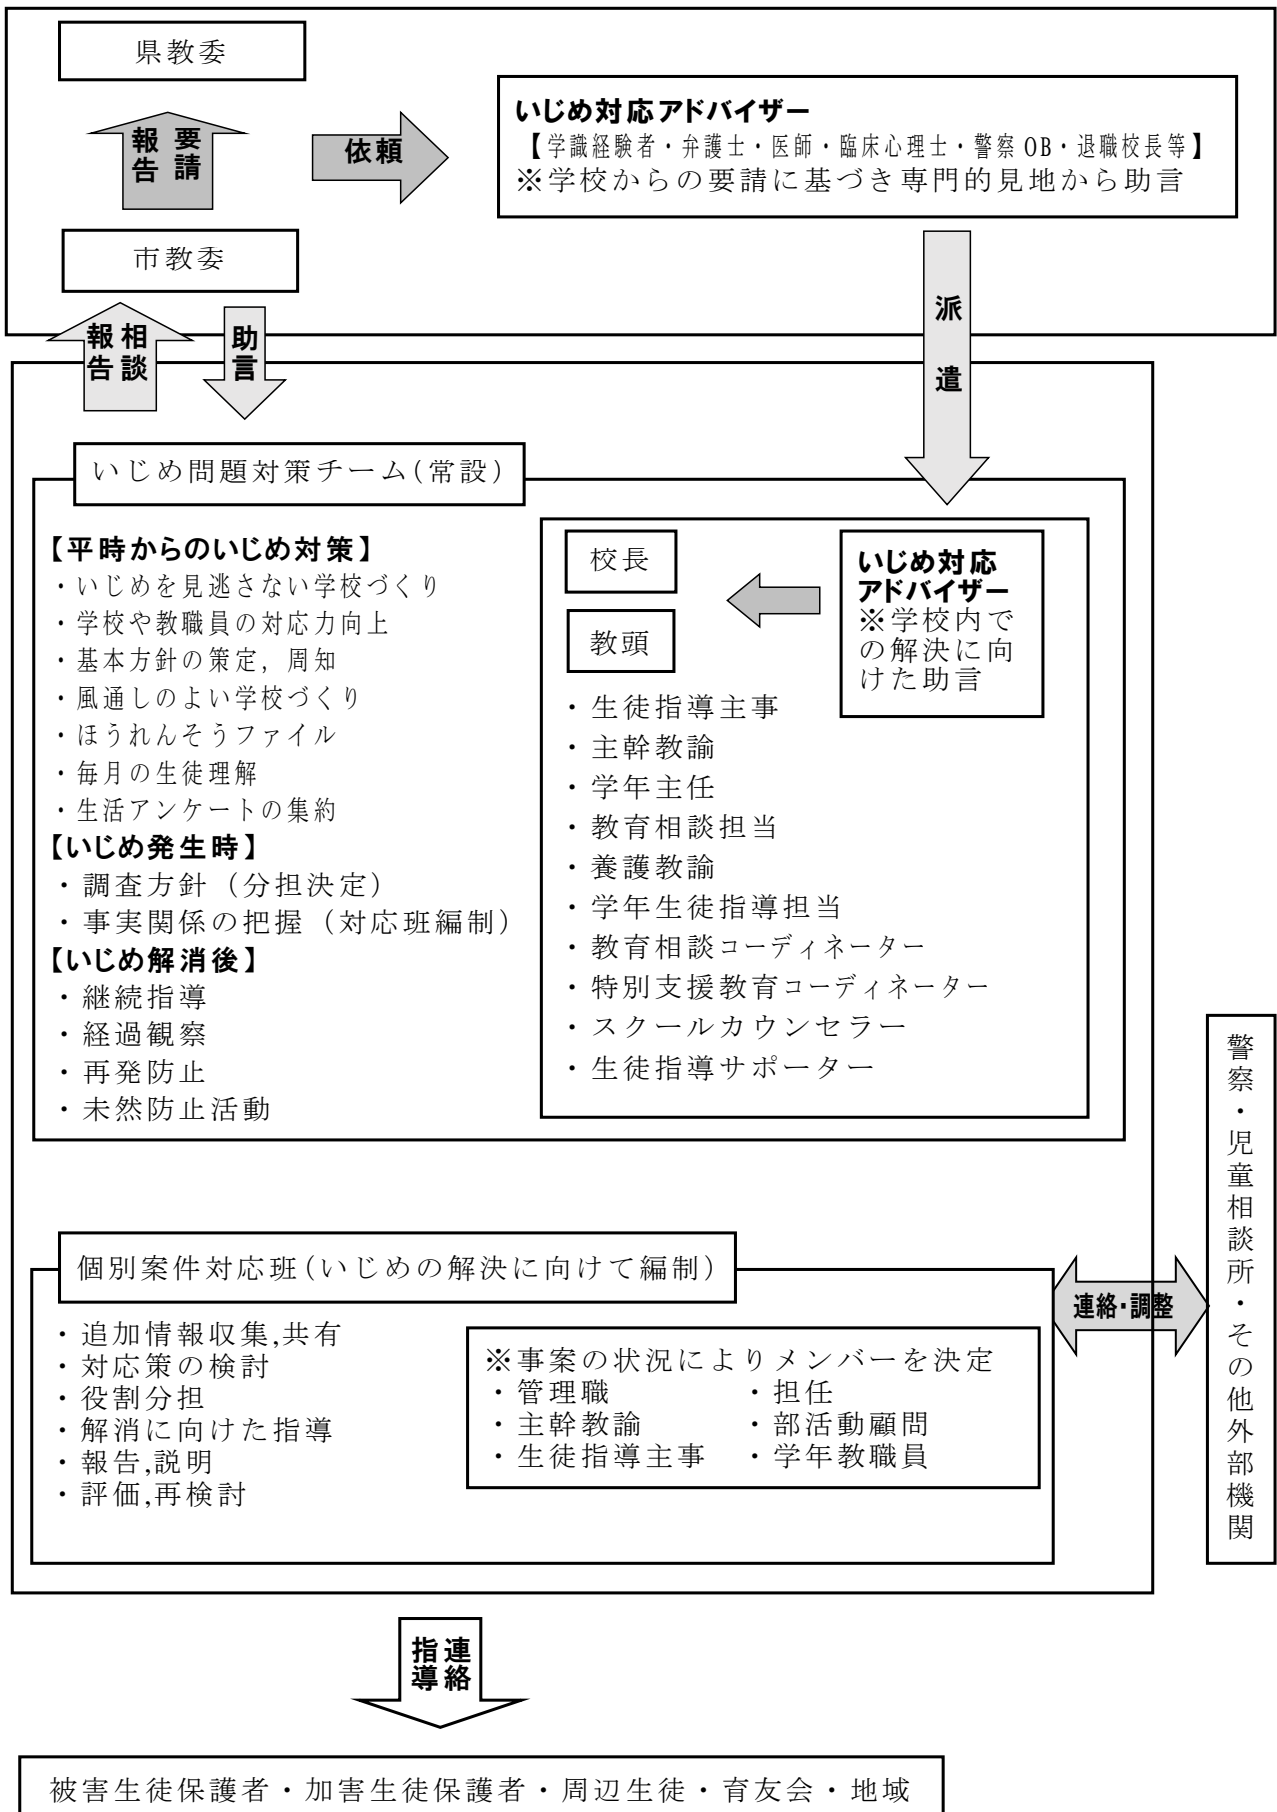 県教委
要請
報告
依頼
いじめ対応アドバイザー
【学識経験者・弁護士・医師・臨床心理士・警察OB・退職校長等】
※学校からの要請に基づき専門的見地から助言
市教委
相談
報告
助言
派遣
いじめ問題対策チーム(常設)
【平時からのいじめ対策】
・いじめを見逃さない学校づくり
・学校や教職員の対応力向上
・基本方針の策定，周知
・風通しのよい学校づくり
・ほうれんそうファイル
・毎月の生徒理解
・生活アンケートの集約
【いじめ発生時】
・調査方針（分担決定）
・事実関係の把握（対応班編制）
【いじめ解消後】
・継続指導
・経過観察
・再発防止
・未然防止活動
校長
教頭
いじめ対応
アドバイザー
※学校内で
の解決に向
けた助言
・生徒指導主事
・主幹教諭
・学年主任
・教育相談担当
・養護教諭
・学年生徒指導担当
・教育相談コーディネーター
・特別支援教育コーディネーター
・スクールカウンセラー
・生徒指導サポーター
警察・児童相談所・その他外部機関
個別案件対応班(いじめの解決に向けて編制)
・追加情報収集,共有
・対応策の検討
・役割分担
・解消に向けた指導
・報告,説明
・評価,再検討
※事案の状況によりメンバーを決定
・管理職　・担任
・主幹教諭　・部活動顧問
・生徒指導主事　・学年教職員
連絡・調整
連絡
指導
被害生徒保護者・加害生徒保護者・周辺生徒・育友会・地域